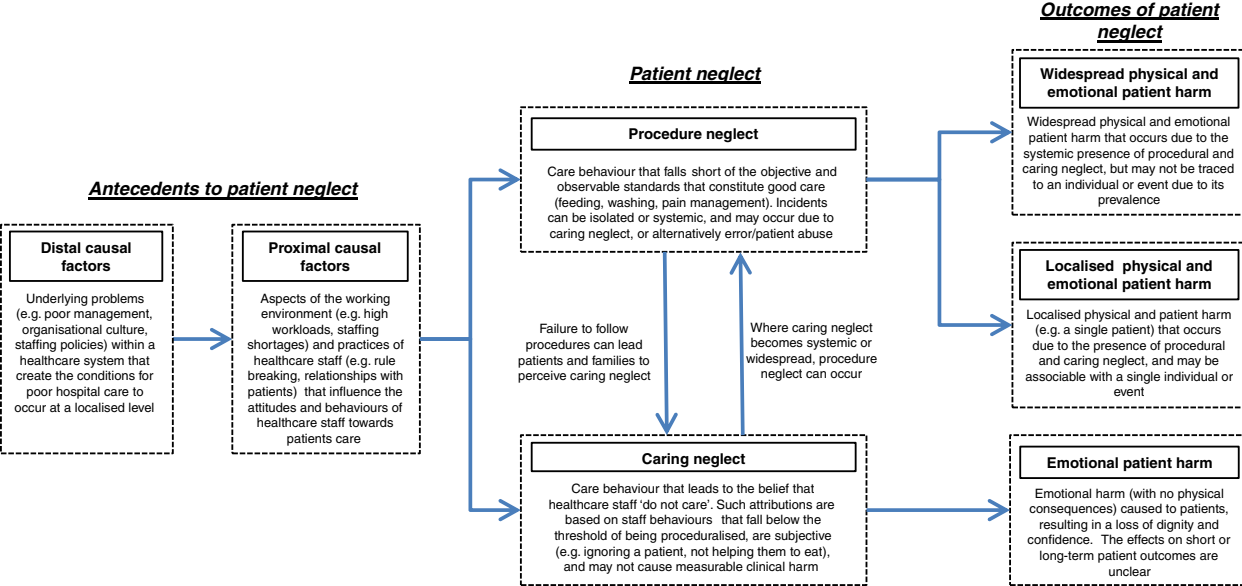 Antecedents to patient neglect
Distal causal
factors
Underlying problems
(e.g. poor management,
organisational culture,
staffing policies) within a
healthcare system that
create the conditions for
poor hospital care to
occur at a localised level
Proximal causal
factors
Aspects of the working
environment (e.g. high
workloads, staffing
shortages) and practices
of healthcare staff (e.g. rule
breaking, relationships with
patients) that influence the
attitudes and behaviours of
healthcare staff towards
patients care
Patient neglect
Procedure neglect
Care behaviour that falls short of the objective and
observable standards that constitute good care
(feeding, washing, pain management). Incidents
can be isolated or systemic, and may occur due to
caring neglect, or alternatively error/patient abuse
Failure to follow
procedures can lead
patients and families to
perceive caring neglect
Where caring neglect
becomes systemic or
widespread, procedure
neglect can occur
Caring neglect
Care behaviour that leads to the belief that
healthcare staff ‘do not care’. Such attributions are
based on staff behaviours that fall below the
threshold of being proceduralised, are subjective
(e.g. ignoring a patient, not helping them to eat),
and may not cause measurable clinical harm
Outcomes of patient
neglect
Widespread physical and
emotional patient harm
Widespread physical and emotional
patient harm that occurs due to the
systemic presence of procedural and
caring neglect, but may not be traced
to an individual or event due to its
prevalence
Localised physical and
emotional patient harm
Localised physical and patient harm
(e.g. a single patient) that occurs
due to the presence of procedural
and caring neglect, and may be
associable with a single individual or
event
Emotional patient harm
Emotional harm (with no physical
consequences) caused to patients,
resulting in a loss of dignity and
confidence. The effects on short or
long-term patient outcomes are
unclear